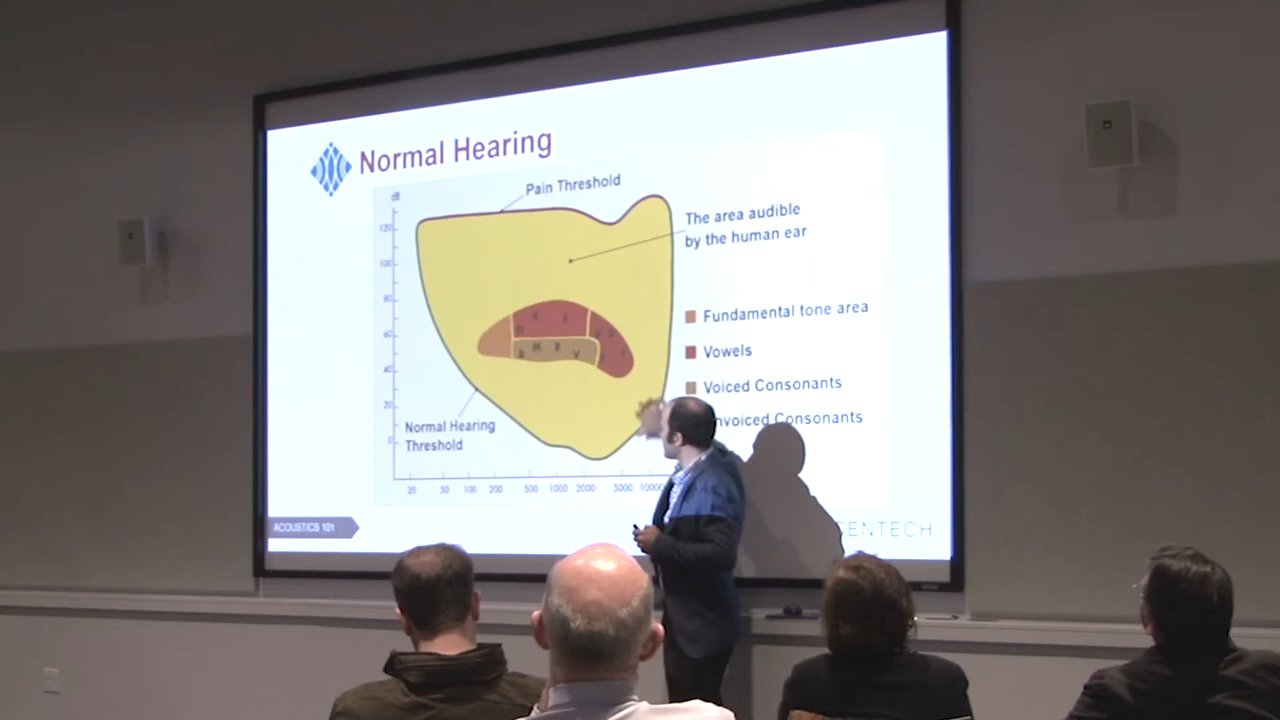 Normal Hearing
dB
Pain Threshold
The area audible
by the human ear
120
100
80
60
40
20
0
A
M R V
Fundamental tone area
Vowels
Voiced Consonants
nvoiced Consonants
Normal Hearing
Threshold
20 50 100 200 500 1000 2000 5000 10000
ACOUSTICS 101
ENTECH